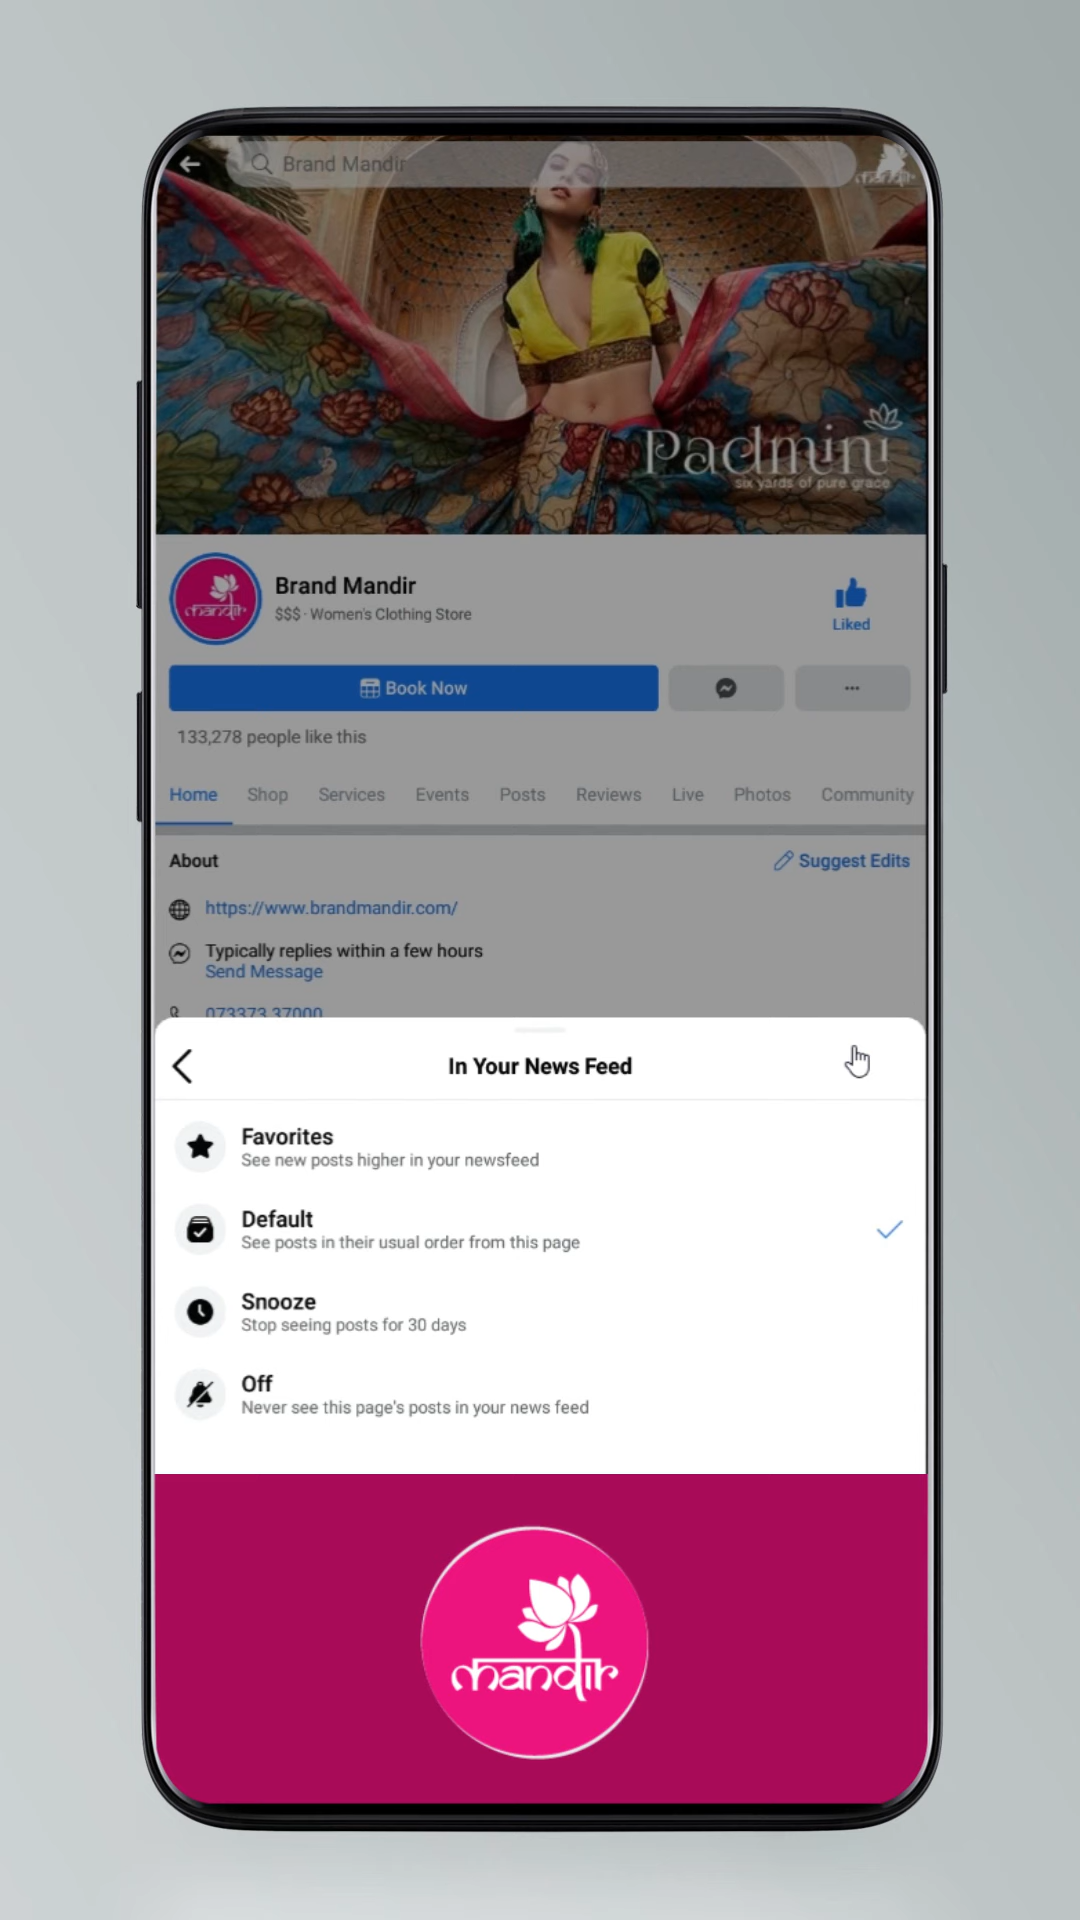 Brand Mandir
mandir
Padmini
six yards of pure grace
mandir
Brand Mandir
$$$ · Women's Clothing Store
Liked
Book Now
133,278 people like this
Home Shop Services Events Posts Reviews Live Photos Community
About
Suggest Edits
https://www.brandmandir.com/
Typically replies within a few hours
Send Message
073373 37000
In Your News Feed
Favorites
See new posts higher in your newsfeed
Default
See posts in their usual order from this page
Snooze
Stop seeing posts for 30 days
Off
Never see this page's posts in your news feed
mandir